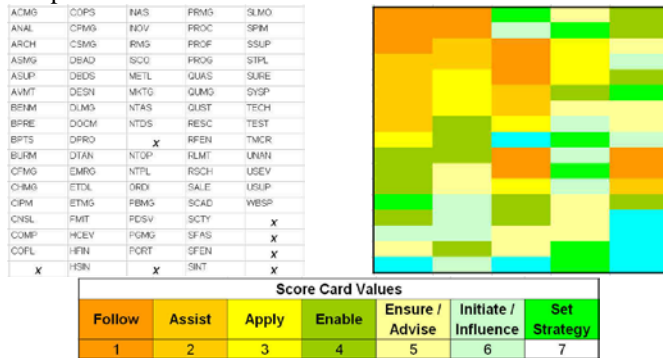 ACMG COPS INAS PRMG SLMO
ANAL CPMG INOV PROC SPIM
ARCH CSMG IRMG PROF SSUP
ASMG DBAD ISCO PROG STPL
ASUP DBDS METL QUAS SURE
AVMT DESN MKTG QUMG SYSP
BENM DLMG NTAS QUST TECH
BPRE DOCM NTDS RESC TEST
BPTS DPRO x RFEN TMCR
BURM DTAN NTOP RLMT UNAN
CFMG EMRG NTPL RSCH USEV
CHMG ETDL ORDI SALE USUP
CIPM ETMG PBMG SCAD WBSP
CNSL FMIT PDSV SCTY x
COMP HCEV PGMG SFAS x
COPL HFIN PORT SFEN x
x HSIN x SINT x
Score Card Values
Follow Assist Apply Enable Ensure / Advise Initiate / Influence Set Strategy
1 2 3 4 5 6 7